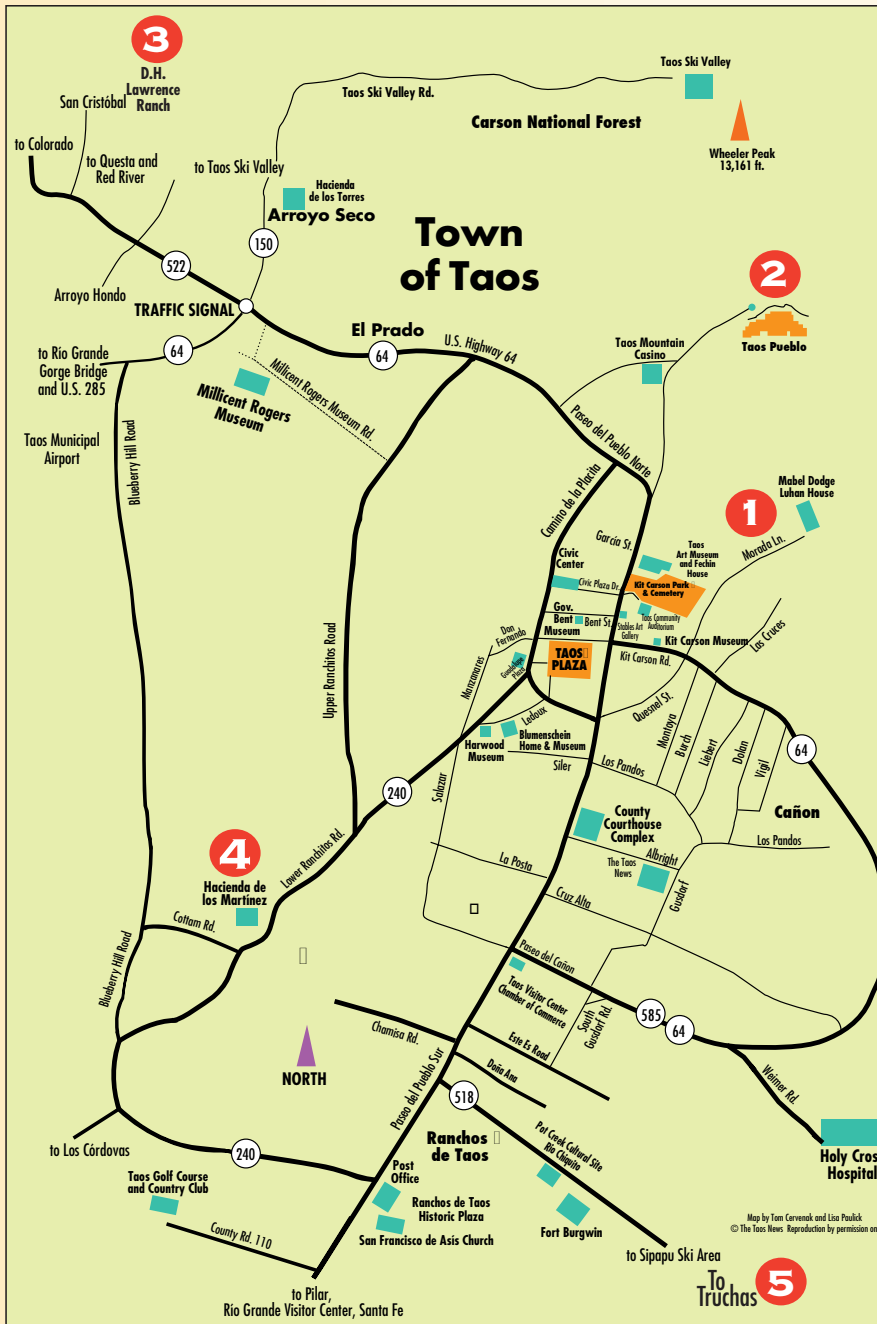 3
D.H.
Lawrence
Ranch
San Cristóbal
to Colorado
to Questa and
Red River
to Taos Ski Valley
Taos Ski Valley Rd.
Taos Ski Valley
Carson National Forest
Wheeler Peak
13,161 ft.
Hacienda
de los Torres
Arroyo Seco
150
Town
of Taos
522
Arroyo Hondo
TRAFFIC SIGNAL
2
Taos Pueblo
El Prado
64
U.S. Highway 64
Taos Mountain
Casino
64
to Río Grande
Gorge Bridge
and U.S. 285
Millicent Rogers
Museum
Millicent Rogers Museum Rd.
Taos Municipal
Airport
Blueberry Hill Road
Paseo del Pueblo Norte
Camino de la Placita
1
Mabel Dodge
Luhan House
Morada Ln.
García St.
Taos
Art Museum
and Fechin
House
Civic
Center
Civic Plaza Dr.
Kit Carson Park
& Cemetery
Gov.
Bent
Museum
Bent St.
Stables Art
Gallery
Taos Community
Auditorium
Kit Carson Museum
Kit Carson Rd.
Las Cruces
Don
Fernando
Guadalupe
Plaza
TAOS
PLAZA
Manzanares
Upper Ranchitos Road
Quesnel St.
Montoya
Burch
Liebert
Dolan
Vigil
64
Ledoux
Harwood
Museum
Blumenschein
Home & Museum
Siler
Los Pandos
240
Salazar
Cañon
County
Courthouse
Complex
Los Pandos
Albright
The Taos
News
Gusdorf
La Posta
Cruz Alta
4
Hacienda de
los Martínez
Lower Ranchitos Rd.
Cottam Rd.
Blueberry Hill Road
Paseo del Cañon
Taos Visitor Center
Chamber of Commerce
South
Gusdorf Rd.
585
64
Chamisa Rd.
Este Es Road
Doña Ana
NORTH
Weimer Rd.
Paseo del Pueblo Sur
518
Ranchos
de Taos
Pot Creek Cultural Site
Río Chiquito
Holy Cros
Hospital
to Los Córdovas
240
Taos Golf Course
and Country Club
Post
Office
Ranchos de Taos
Historic Plaza
San Francisco de Asís Church
Fort Burgwin
County Rd. 110
Map by Tom Cervenak and Lisa Paulick
© The Taos News Reproduction by permission on
to Sipapu Ski Area
To
Truchas
5
to Pilar,
Río Grande Visitor Center, Santa Fe